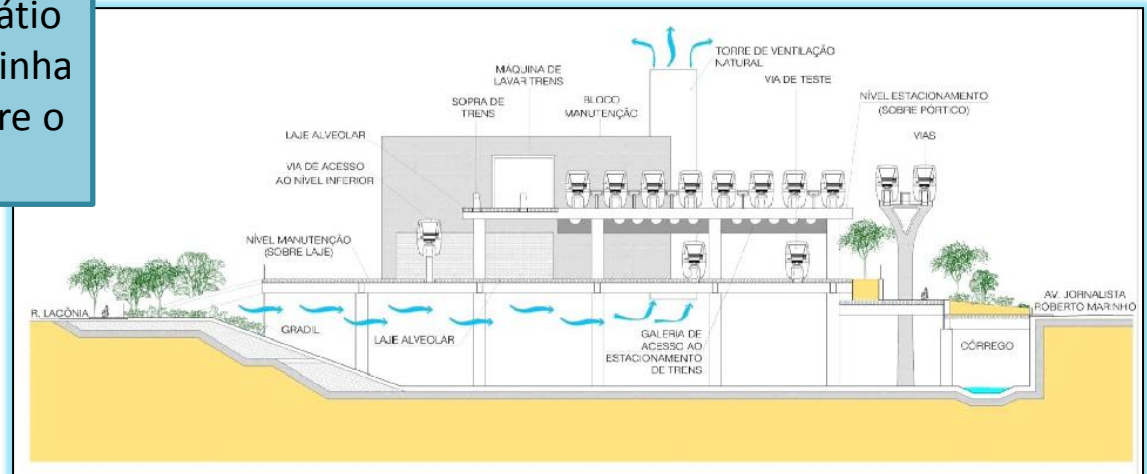 átio
inha
re o
TORRE DE VENTILAÇÃO
NATURAL
MÁQUINA DE
LAVAR TRENS
VIA DE TESTE
SOPRA DE
TRENS
BLOCO
MANUTENÇÃO
NÍVEL ESTACIONAMENTO
(SOBRE PÓRTICO)
LAJE ALVEOLAR
VIAS
VIA DE ACESSO
AO NÍVEL INFERIOR
NÍVEL MANUTENÇÃO
(SOBRE LAJE)
R. LACÔNIA
GRADIL
LAJE ALVEOLAR
GALERIA DE
ACESSO AO
ESTACIONAMENTO
DE TRENS
AV. JORNALISTA
ROBERTO MARINHO
CÓRREGO